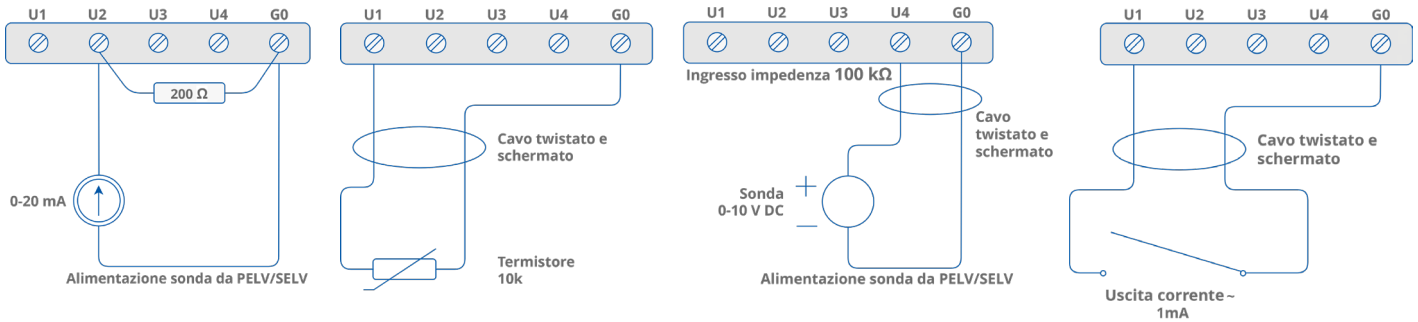 U1 U2 U3 U4 G0
200 Ω
0-20 mA
Alimentazione sonda da PELV/SELV
U1 U2 U3 U4 G0
Cavo twistato e
schermato
Termistore
10k
U1 U2 U3 U4 G0
Ingresso impedenza 100 kΩ
Cavo
twistato e
schermato
Sonda
0-10 V DC
Alimentazione sonda da PELV/SELV
U1 U2 U3 U4 G0
Cavo twistato e
schermato
Uscita corrente ~
1mA